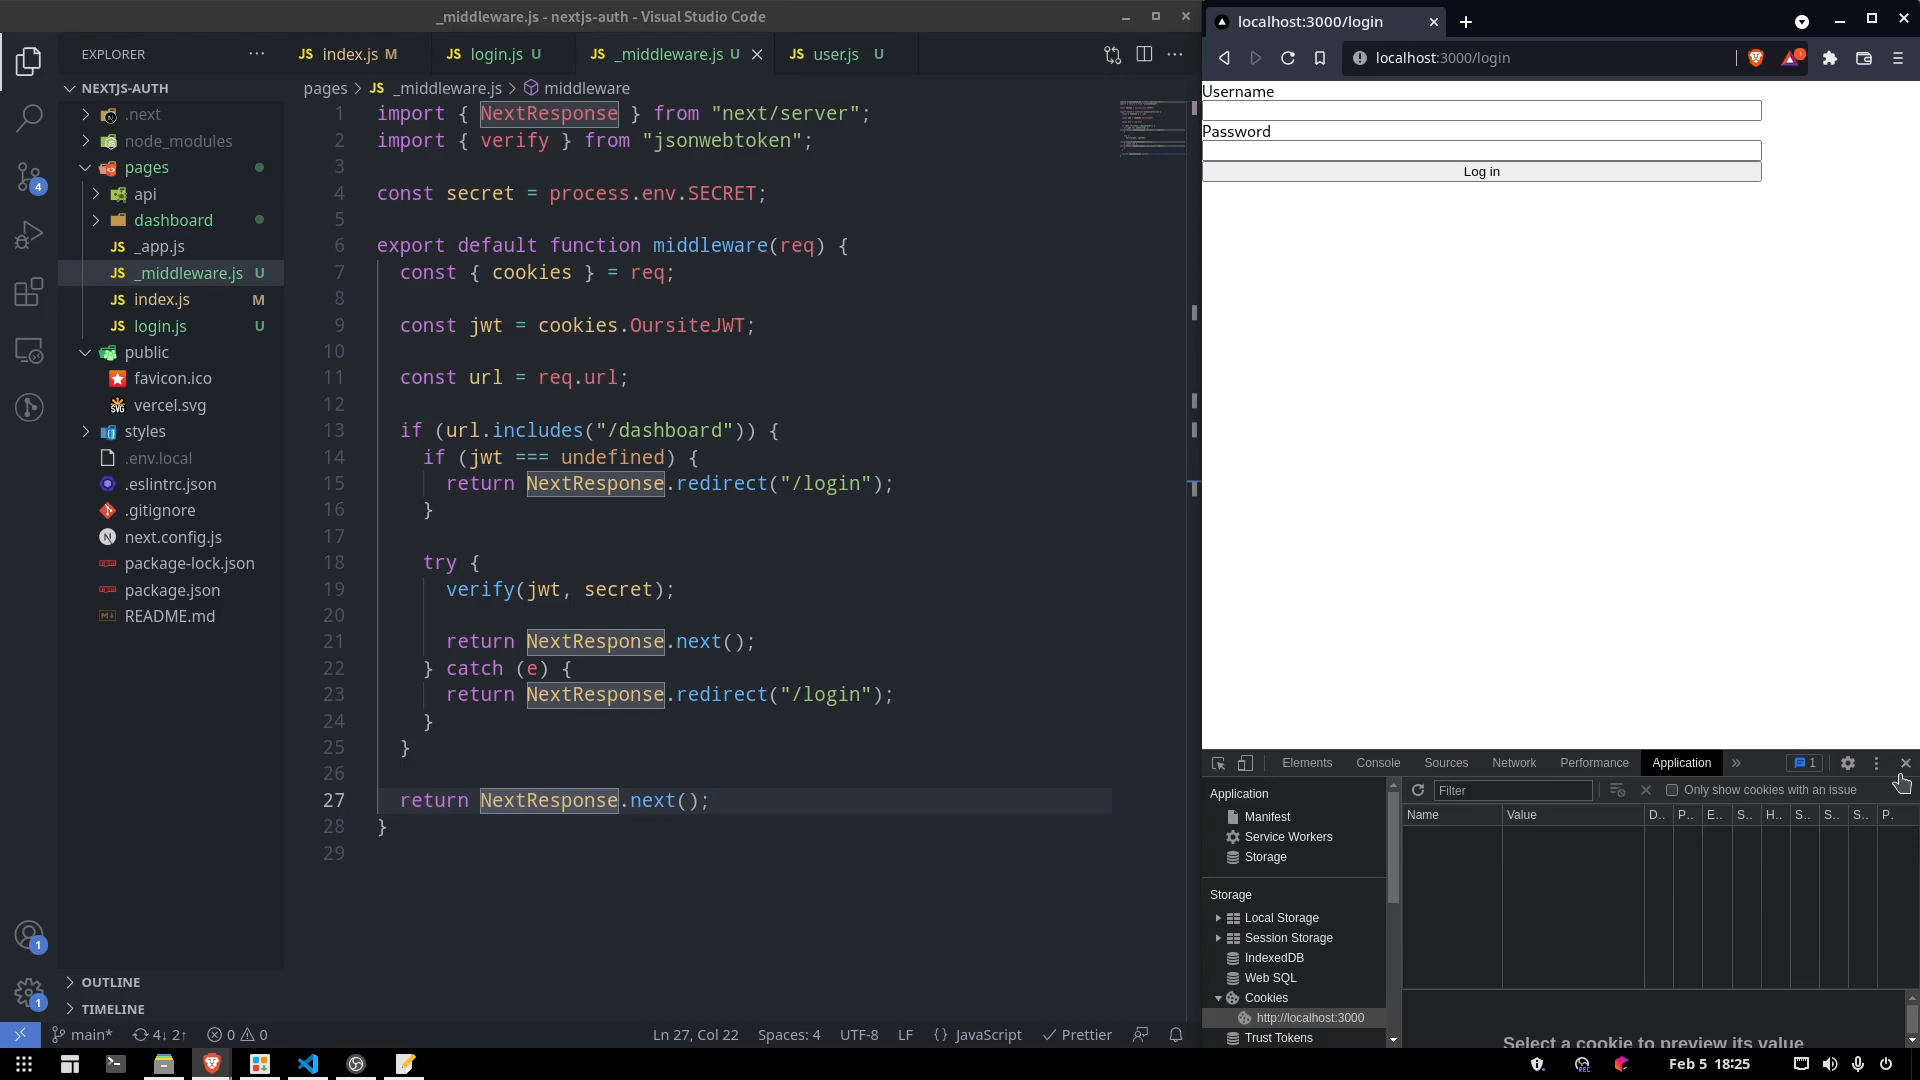 _middleware.js - nextjs-auth - Visual Studio Code
EXPLORER
NEXTJS-AUTH
.next
node_modules
pages
api
dashboard
_app.js
JS _middleware.js U
JS index.js M
JS login.js U
public
favicon.ico
vercel.svg
styles
.env.local
.eslintrc.json
.gitignore
next.config.js
package-lock.json
package.json
README.md
OUTLINE
TIMELINE
4
1
1
JS index.js M
JS login.js U
JS _middleware.js U
JS user.js U
pages > JS _middleware.js > middleware
1 import { NextResponse } from "next/server";
2 import { verify } from "jsonwebtoken";
3
4 const secret = process.env.SECRET;
5
6 export default function middleware(req) {
7 const { cookies } = req;
8
9 const jwt = cookies.OursiteJWT;
10
11 const url = req.url;
12
13 if (url.includes("/dashboard")) {
14 if (jwt === undefined) {
15 return NextResponse.redirect("/login");
16 }
17
18 try {
19 verify(jwt, secret);
20
21 return NextResponse.next();
22 } catch (e) {
23 return NextResponse.redirect("/login");
24 }
25 }
26
27 return NextResponse.next();
28 }
29
main* 4↓ 2↑ 0 0
Ln 27, Col 22 Spaces: 4 UTF-8 LF {} JavaScript Prettier
localhost:3000/login
localhost:3000/login
Username
Password
Log in
Elements Console Sources Network Performance Application 1
Application
Manifest
Service Workers
Storage
Storage
Local Storage
Session Storage
IndexedDB
Web SQL
Cookies
http://localhost:3000
Trust Tokens
Filter
Only show cookies with an issue
Name Value D.. P.. E.. S.. H.. S.. S.. S.. P.
Select a cookie to preview its value
Feb 5 18:25